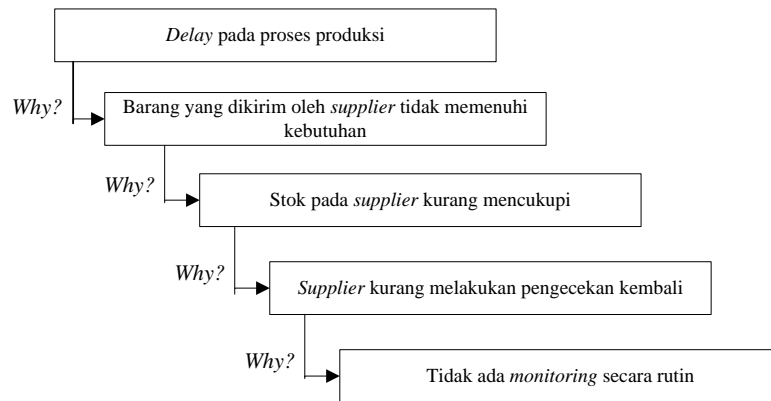 Delay pada proses produksi
Why?
Barang yang dikirim oleh supplier tidak memenuhi
kebutuhan
Why?
Stok pada supplier kurang mencukupi
Why?
Supplier kurang melakukan pengecekan kembali
Why?
Tidak ada monitoring secara rutin